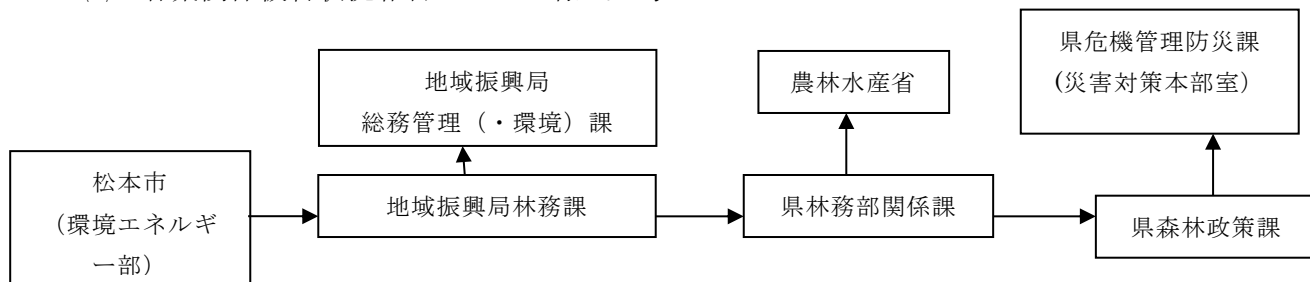 県危機管理防災課
(災害対策本部室）
地域振興局
総務管理（・環境）課
農林水産省
松本市
（環境エネルギ
ー部）
地域振興局林務課
県林務部関係課
県森林政策課